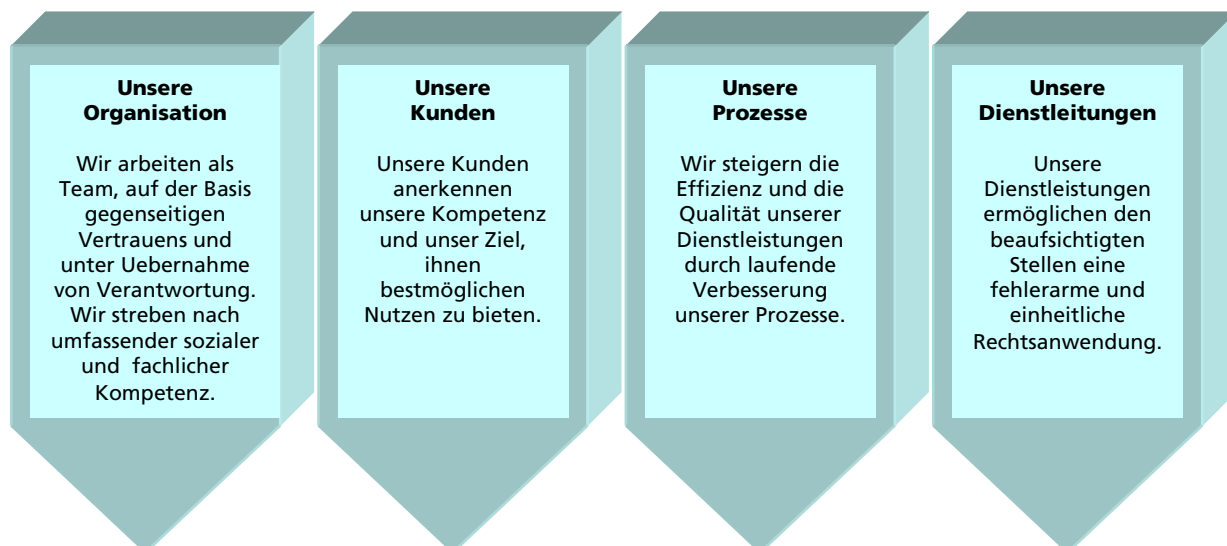 Unsere
Organisation
Wir arbeiten als
Team, auf der Basis
gegenseitigen
Vertrauens und
unter Uebernahme
von Verantwortung.
Wir streben nach
umfassender sozialer
und  fachlicher
Kompetenz.
Unsere
Kunden
Unsere Kunden
anerkennen
unsere Kompetenz
und unser Ziel,
ihnen
bestmöglichen
Nutzen zu bieten.
Unsere
Prozesse
Wir steigern die
Effizienz und die
Qualität unserer
Dienstleistungen
durch laufende
Verbesserung
unserer Prozesse.
Unsere
Dienstleitungen
Unsere
Dienstleistungen
ermöglichen den
beaufsichtigten
Stellen eine
fehlerarme und
einheitliche
Rechtsanwendung.